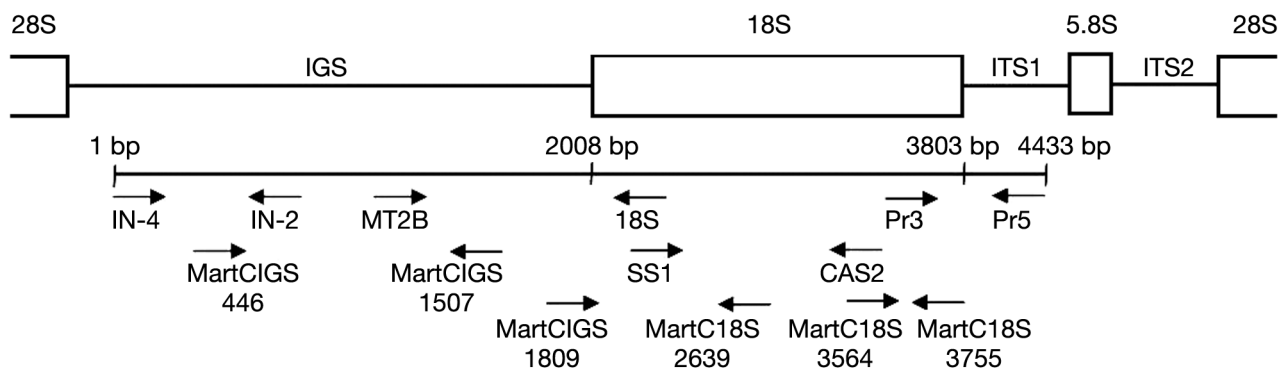 28S 18S 5.8S 28S
IGS ITS1 ITS2
1 bp 2008 bp 3803 bp 4433 bp
IN-4 IN-2 MT2B 18S Pr3 Pr5
MartCIGS MartCIGS SS1 CAS2
446 1507
MartCIGS MartC18S MartC18S MartC18S
1809 2639 3564 3755